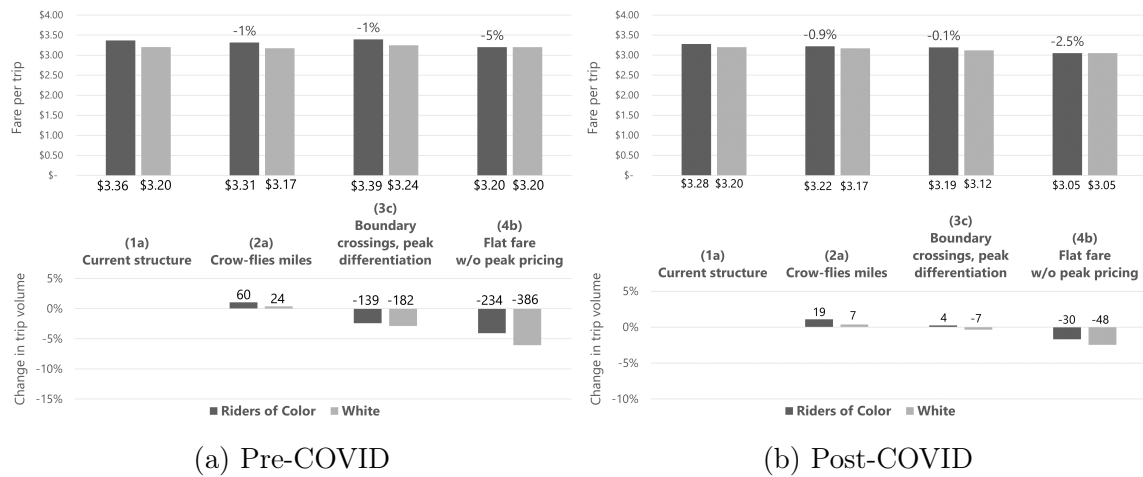 $4.00
$3.50
$3.00
$2.50
$2.00
$1.50
$1.00
$0.50
$-
Fare per trip
-1%
-1%
-5%
$3.36 $3.20
$3.31 $3.17
$3.39 $3.24
$3.20 $3.20
(1a)
Current structure
(2a)
Crow-flies miles
(3c)
Boundary
crossings, peak
differentiation
(4b)
Flat fare
w/o peak pricing
Change in trip volume
5%
0%
-5%
-10%
-15%
60 24
-139 -182
-234 -386
Riders of Color White
(a) Pre-COVID
$4.00
$3.50
$3.00
$2.50
$2.00
$1.50
$1.00
$0.50
$-
Fare per trip
-0.9%
-0.1%
-2.5%
$3.28 $3.20
$3.22 $3.17
$3.19 $3.12
$3.05 $3.05
(1a)
Current structure
(2a)
Crow-flies miles
(3c)
Boundary
crossings, peak
differentiation
(4b)
Flat fare
w/o peak pricing
Change in trip volume
5%
0%
-5%
-10%
19 7
4 -7
-30 -48
Riders of Color White
(b) Post-COVID